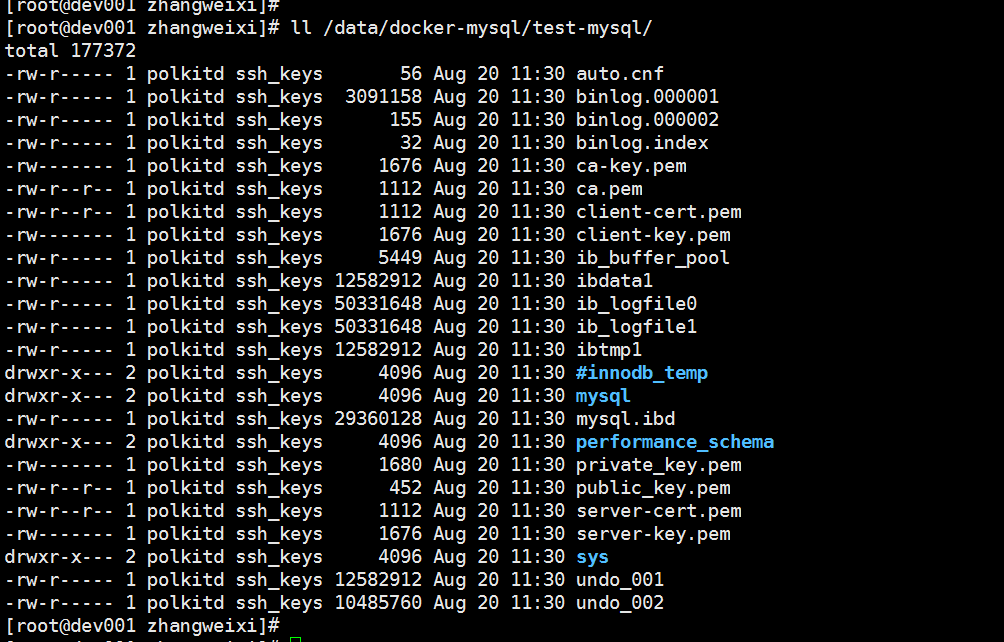 [root@dev001 zhangweixi]#
[root@dev001 zhangweixi]# ll /data/docker-mysql/test-mysql/
total 177372
-rw-r----- 1 polkitd ssh_keys       56 Aug 20 11:30 auto.cnf
-rw-r----- 1 polkitd ssh_keys  3091158 Aug 20 11:30 binlog.000001
-rw-r----- 1 polkitd ssh_keys      155 Aug 20 11:30 binlog.000002
-rw-r----- 1 polkitd ssh_keys       32 Aug 20 11:30 binlog.index
-rw------- 1 polkitd ssh_keys     1676 Aug 20 11:30 ca-key.pem
-rw-r--r-- 1 polkitd ssh_keys     1112 Aug 20 11:30 ca.pem
-rw-r--r-- 1 polkitd ssh_keys     1112 Aug 20 11:30 client-cert.pem
-rw------- 1 polkitd ssh_keys     1676 Aug 20 11:30 client-key.pem
-rw-r----- 1 polkitd ssh_keys     5449 Aug 20 11:30 ib_buffer_pool
-rw-r----- 1 polkitd ssh_keys 12582912 Aug 20 11:30 ibdata1
-rw-r----- 1 polkitd ssh_keys 50331648 Aug 20 11:30 ib_logfile0
-rw-r----- 1 polkitd ssh_keys 50331648 Aug 20 11:30 ib_logfile1
-rw-r----- 1 polkitd ssh_keys 12582912 Aug 20 11:30 ibtmp1
drwxr-x--- 2 polkitd ssh_keys     4096 Aug 20 11:30 #innodb_temp
drwxr-x--- 2 polkitd ssh_keys     4096 Aug 20 11:30 mysql
-rw-r----- 1 polkitd ssh_keys 29360128 Aug 20 11:30 mysql.ibd
drwxr-x--- 2 polkitd ssh_keys     4096 Aug 20 11:30 performance_schema
-rw------- 1 polkitd ssh_keys     1680 Aug 20 11:30 private_key.pem
-rw-r--r-- 1 polkitd ssh_keys      452 Aug 20 11:30 public_key.pem
-rw-r--r-- 1 polkitd ssh_keys     1112 Aug 20 11:30 server-cert.pem
-rw------- 1 polkitd ssh_keys     1676 Aug 20 11:30 server-key.pem
drwxr-x--- 2 polkitd ssh_keys     4096 Aug 20 11:30 sys
-rw-r----- 1 polkitd ssh_keys 12582912 Aug 20 11:30 undo_001
-rw-r----- 1 polkitd ssh_keys 10485760 Aug 20 11:30 undo_002
[root@dev001 zhangweixi]#